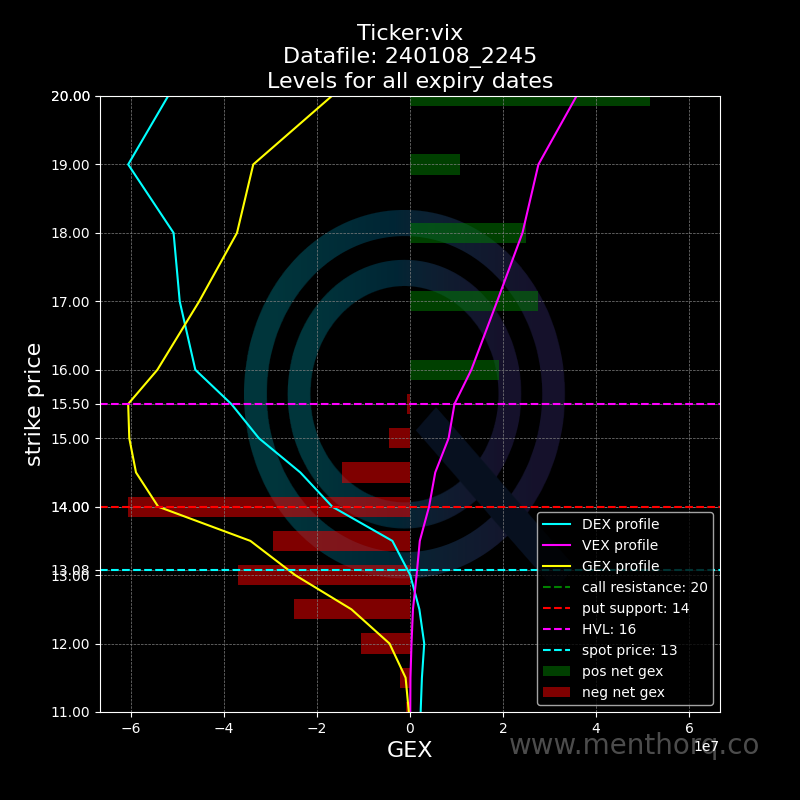 Ticker:vix
Datafile: 240108_2245
Levels for all expiry dates
strike price
20.00
19.00
18.00
17.00
16.00
15.50
15.00
14.00
13.08
13.00
12.00
11.00
DEX profile
VEX profile
GEX profile
call resistance: 20
put support: 14
HVL: 16
spot price: 13
pos net gex
neg net gex
−6 −4 −2 0 2 4 6
1e7
GEX
www.menthorq.co